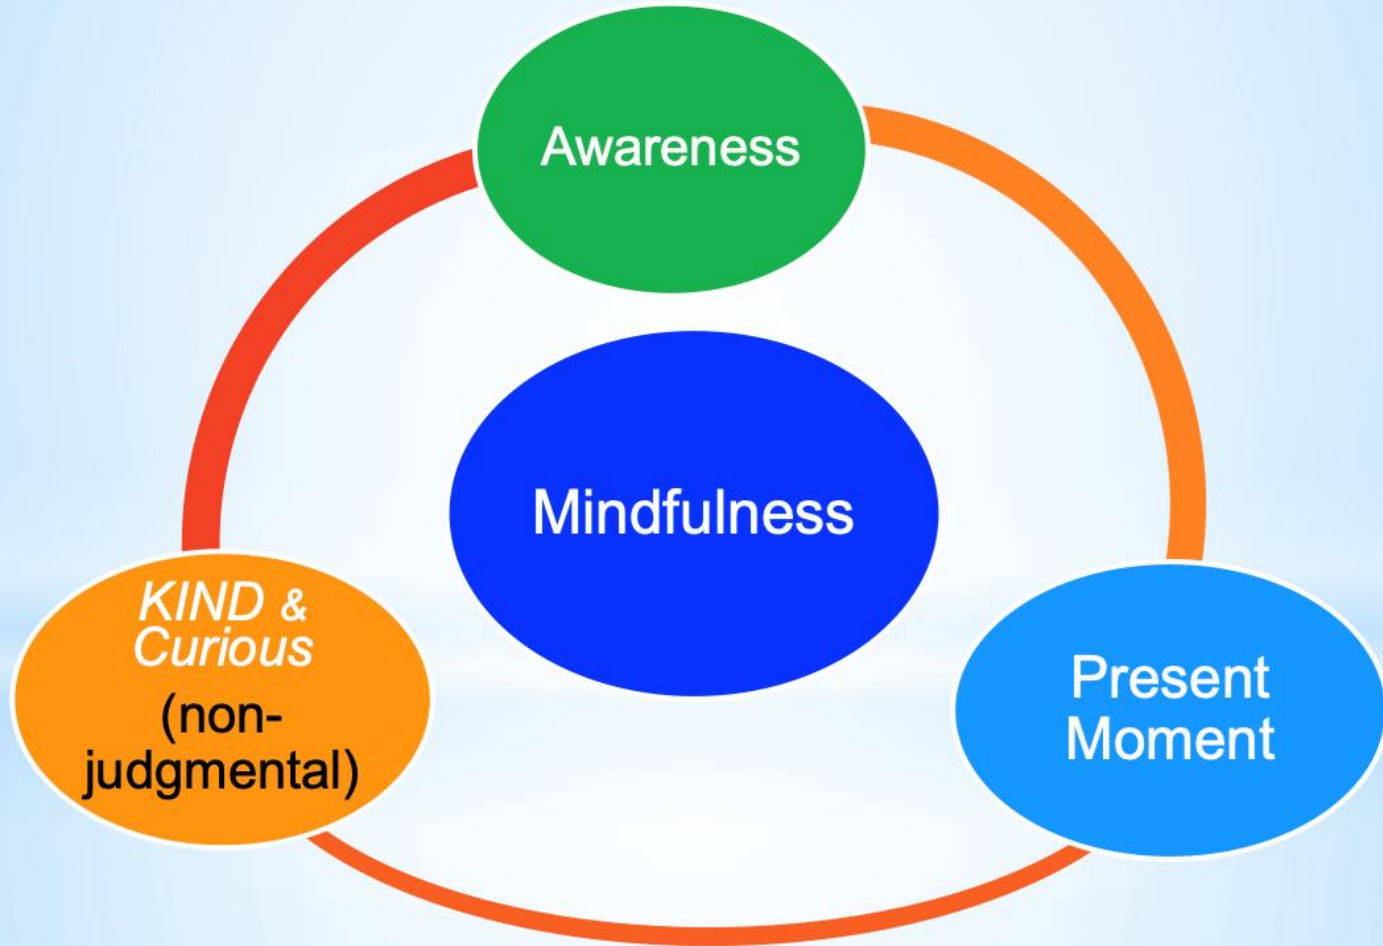 Awareness
Mindfulness
KIND &
Curious
(non-
judgmental)
Present
Moment